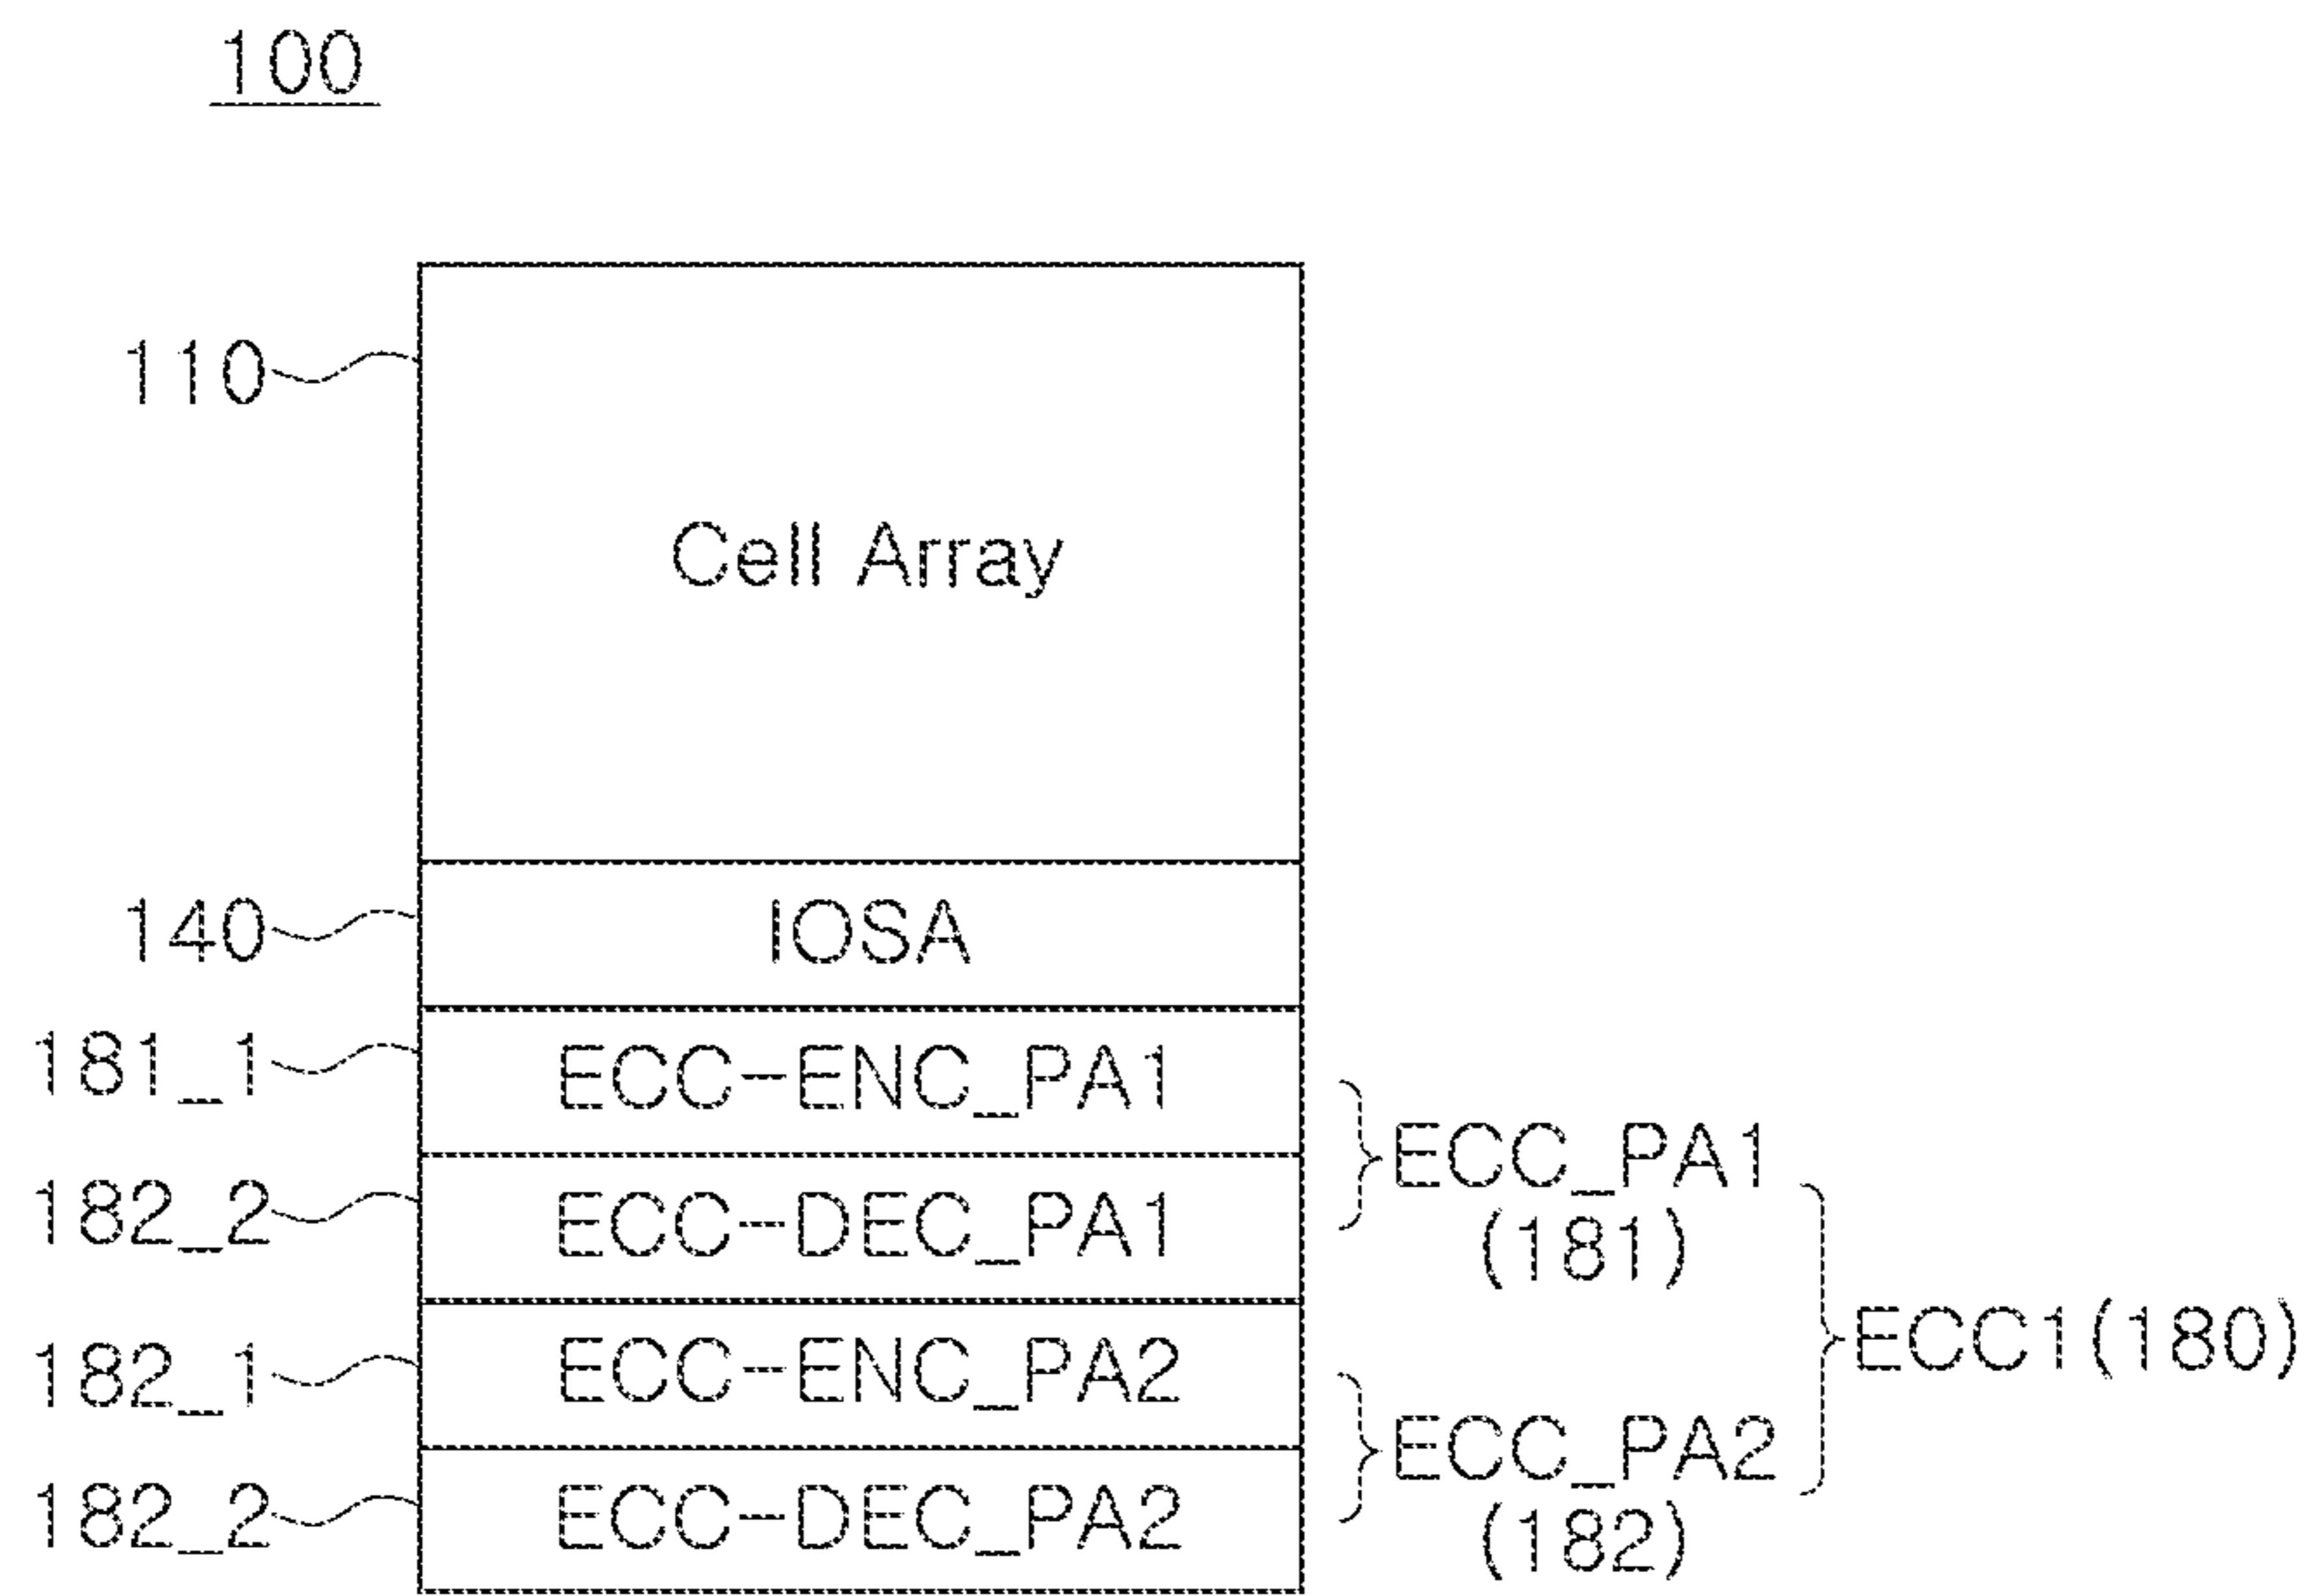 100
110
Cell Array
140
IOSA
181_1
ECC-ENC_PA1
182_2
ECC-DEC_PA1
ECC_PA1
(181)
182_1
ECC-ENC_PA2
ECC1(180)
182_2
ECC-DEC_PA2
ECC_PA2
(182)